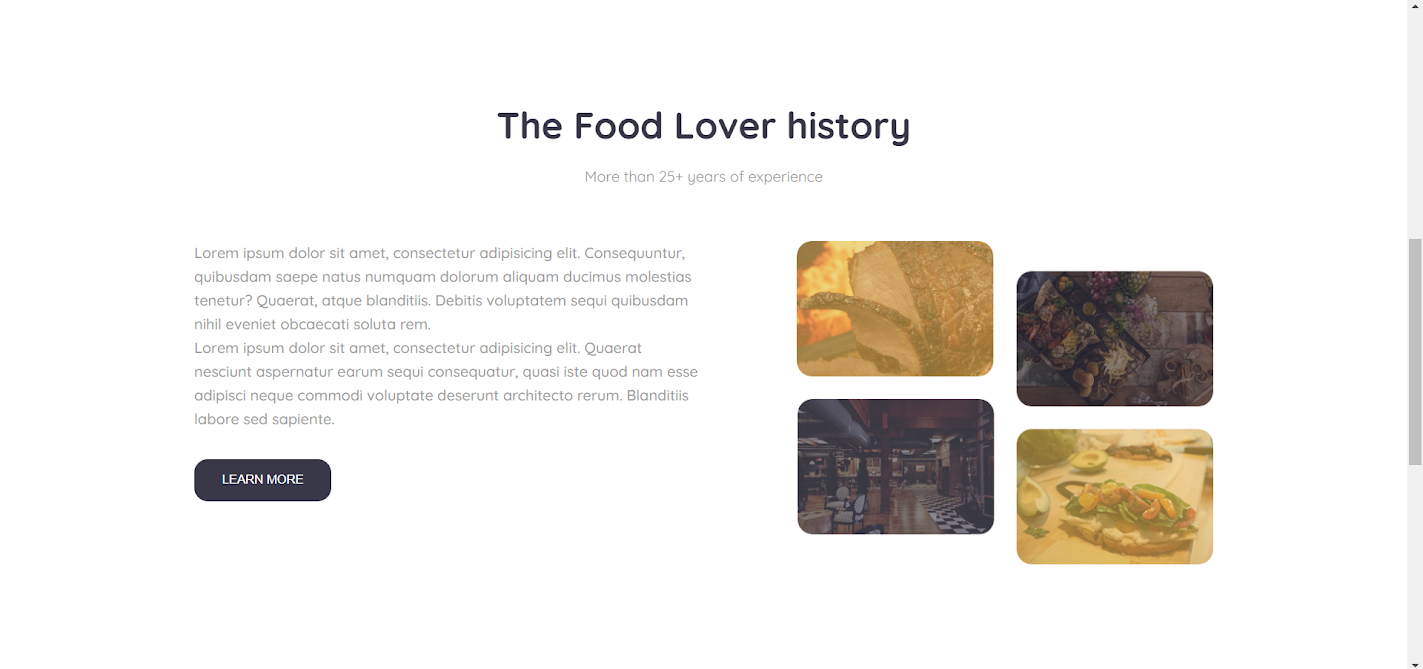 The Food Lover history
More than 25+ years of experience
Lorem ipsum dolor sit amet, consectetur adipisicing elit. Consequuntur,
quibusdam saepe natus numquam dolorum aliquam ducimus molestias
tenetur? Quaerat, atque blanditiis. Debitis voluptatem sequi quibusdam
nihil eveniet obcaecati soluta rem.
Lorem ipsum dolor sit amet, consectetur adipisicing elit. Quaerat
nesciunt aspernatur earum sequi consequatur, quasi iste quod nam esse
adipisci neque commodi voluptate deserunt architecto rerum. Blanditiis
labore sed sapiente.
LEARN MORE